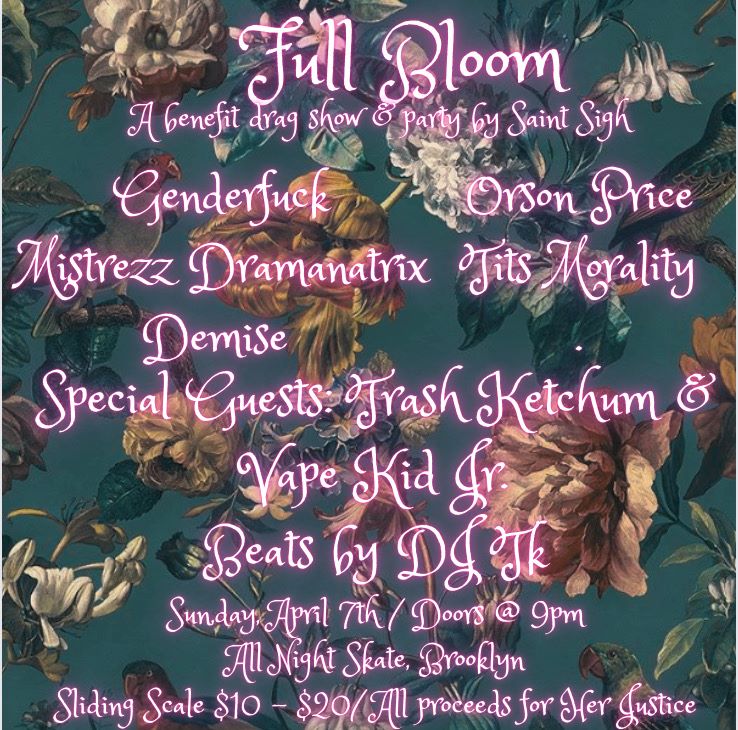 Full Bloom
A benefit drag show & party by Saint Sigh
Genderfuck Orson Price
Mistrezz Dramanatrix Tits Morality
Demise .
Special Guests: Trash Ketchum &
Vape Kid Jr.
Beats by DJ Tk
Sunday, April 7th / Doors @ 9pm
All Night Skate, Brooklyn
Sliding Scale $10 – $20/All proceeds for Her Justice